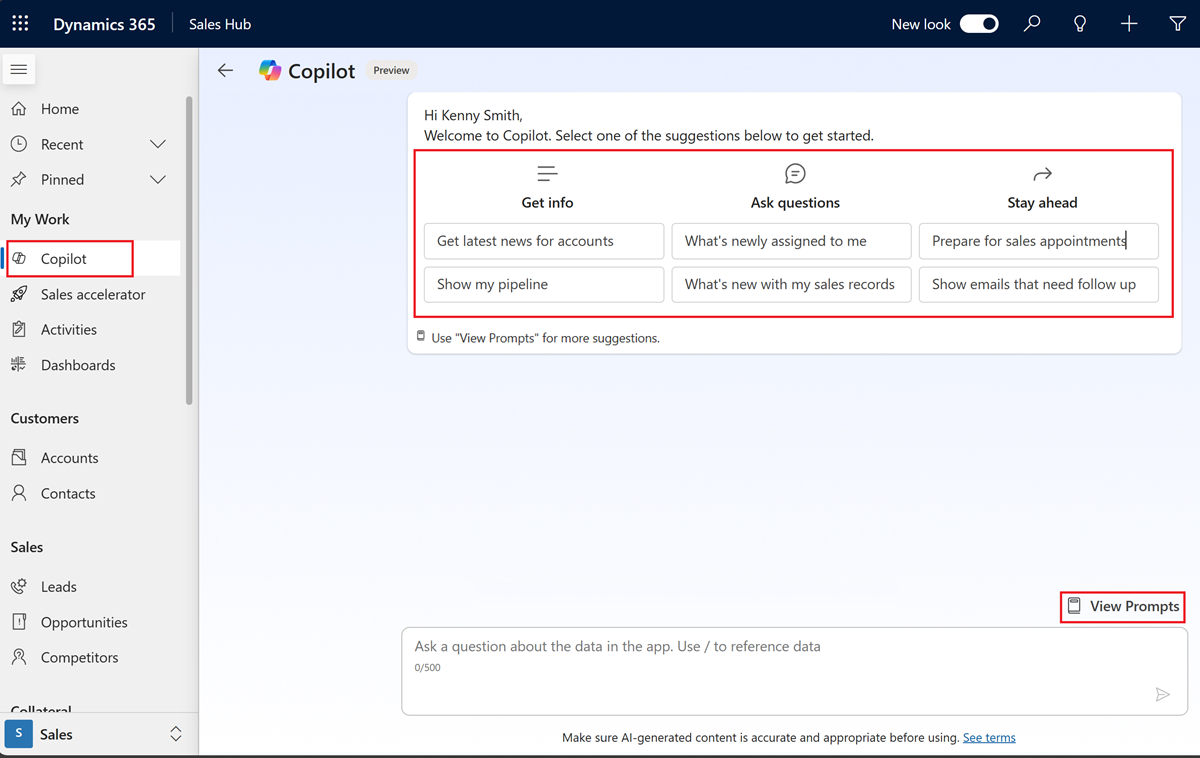 Dynamics 365
Sales Hub
New look
Home
Recent
Pinned
My Work
Copilot
Sales accelerator
Activities
Dashboards
Customers
Accounts
Contacts
Sales
Leads
Opportunities
Competitors
Collateral
S
Sales
Copilot
Preview
Hi Kenny Smith,
Welcome to Copilot. Select one of the suggestions below to get started.
Get info
Ask questions
Stay ahead
Get latest news for accounts
What's newly assigned to me
Prepare for sales appointments
Show my pipeline
What's new with my sales records
Show emails that need follow up
Use "View Prompts" for more suggestions.
View Prompts
Ask a question about the data in the app. Use / to reference data
0/500
Make sure AI-generated content is accurate and appropriate before using. See terms